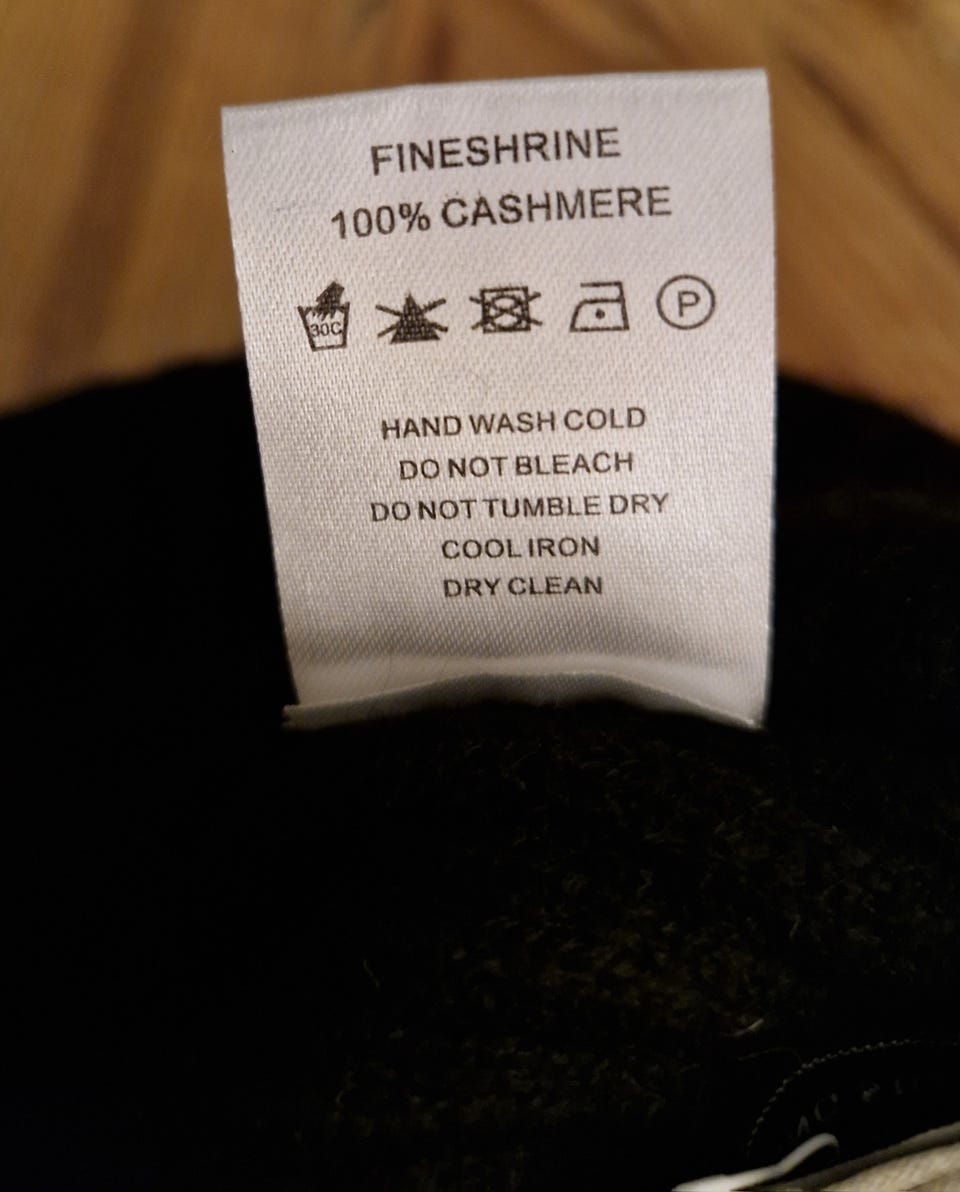 FINESHRINE
100% CASHMERE
30C P
HAND WASH COLD
DO NOT BLEACH
DO NOT TUMBLE DRY
COOL IRON
DRY CLEAN